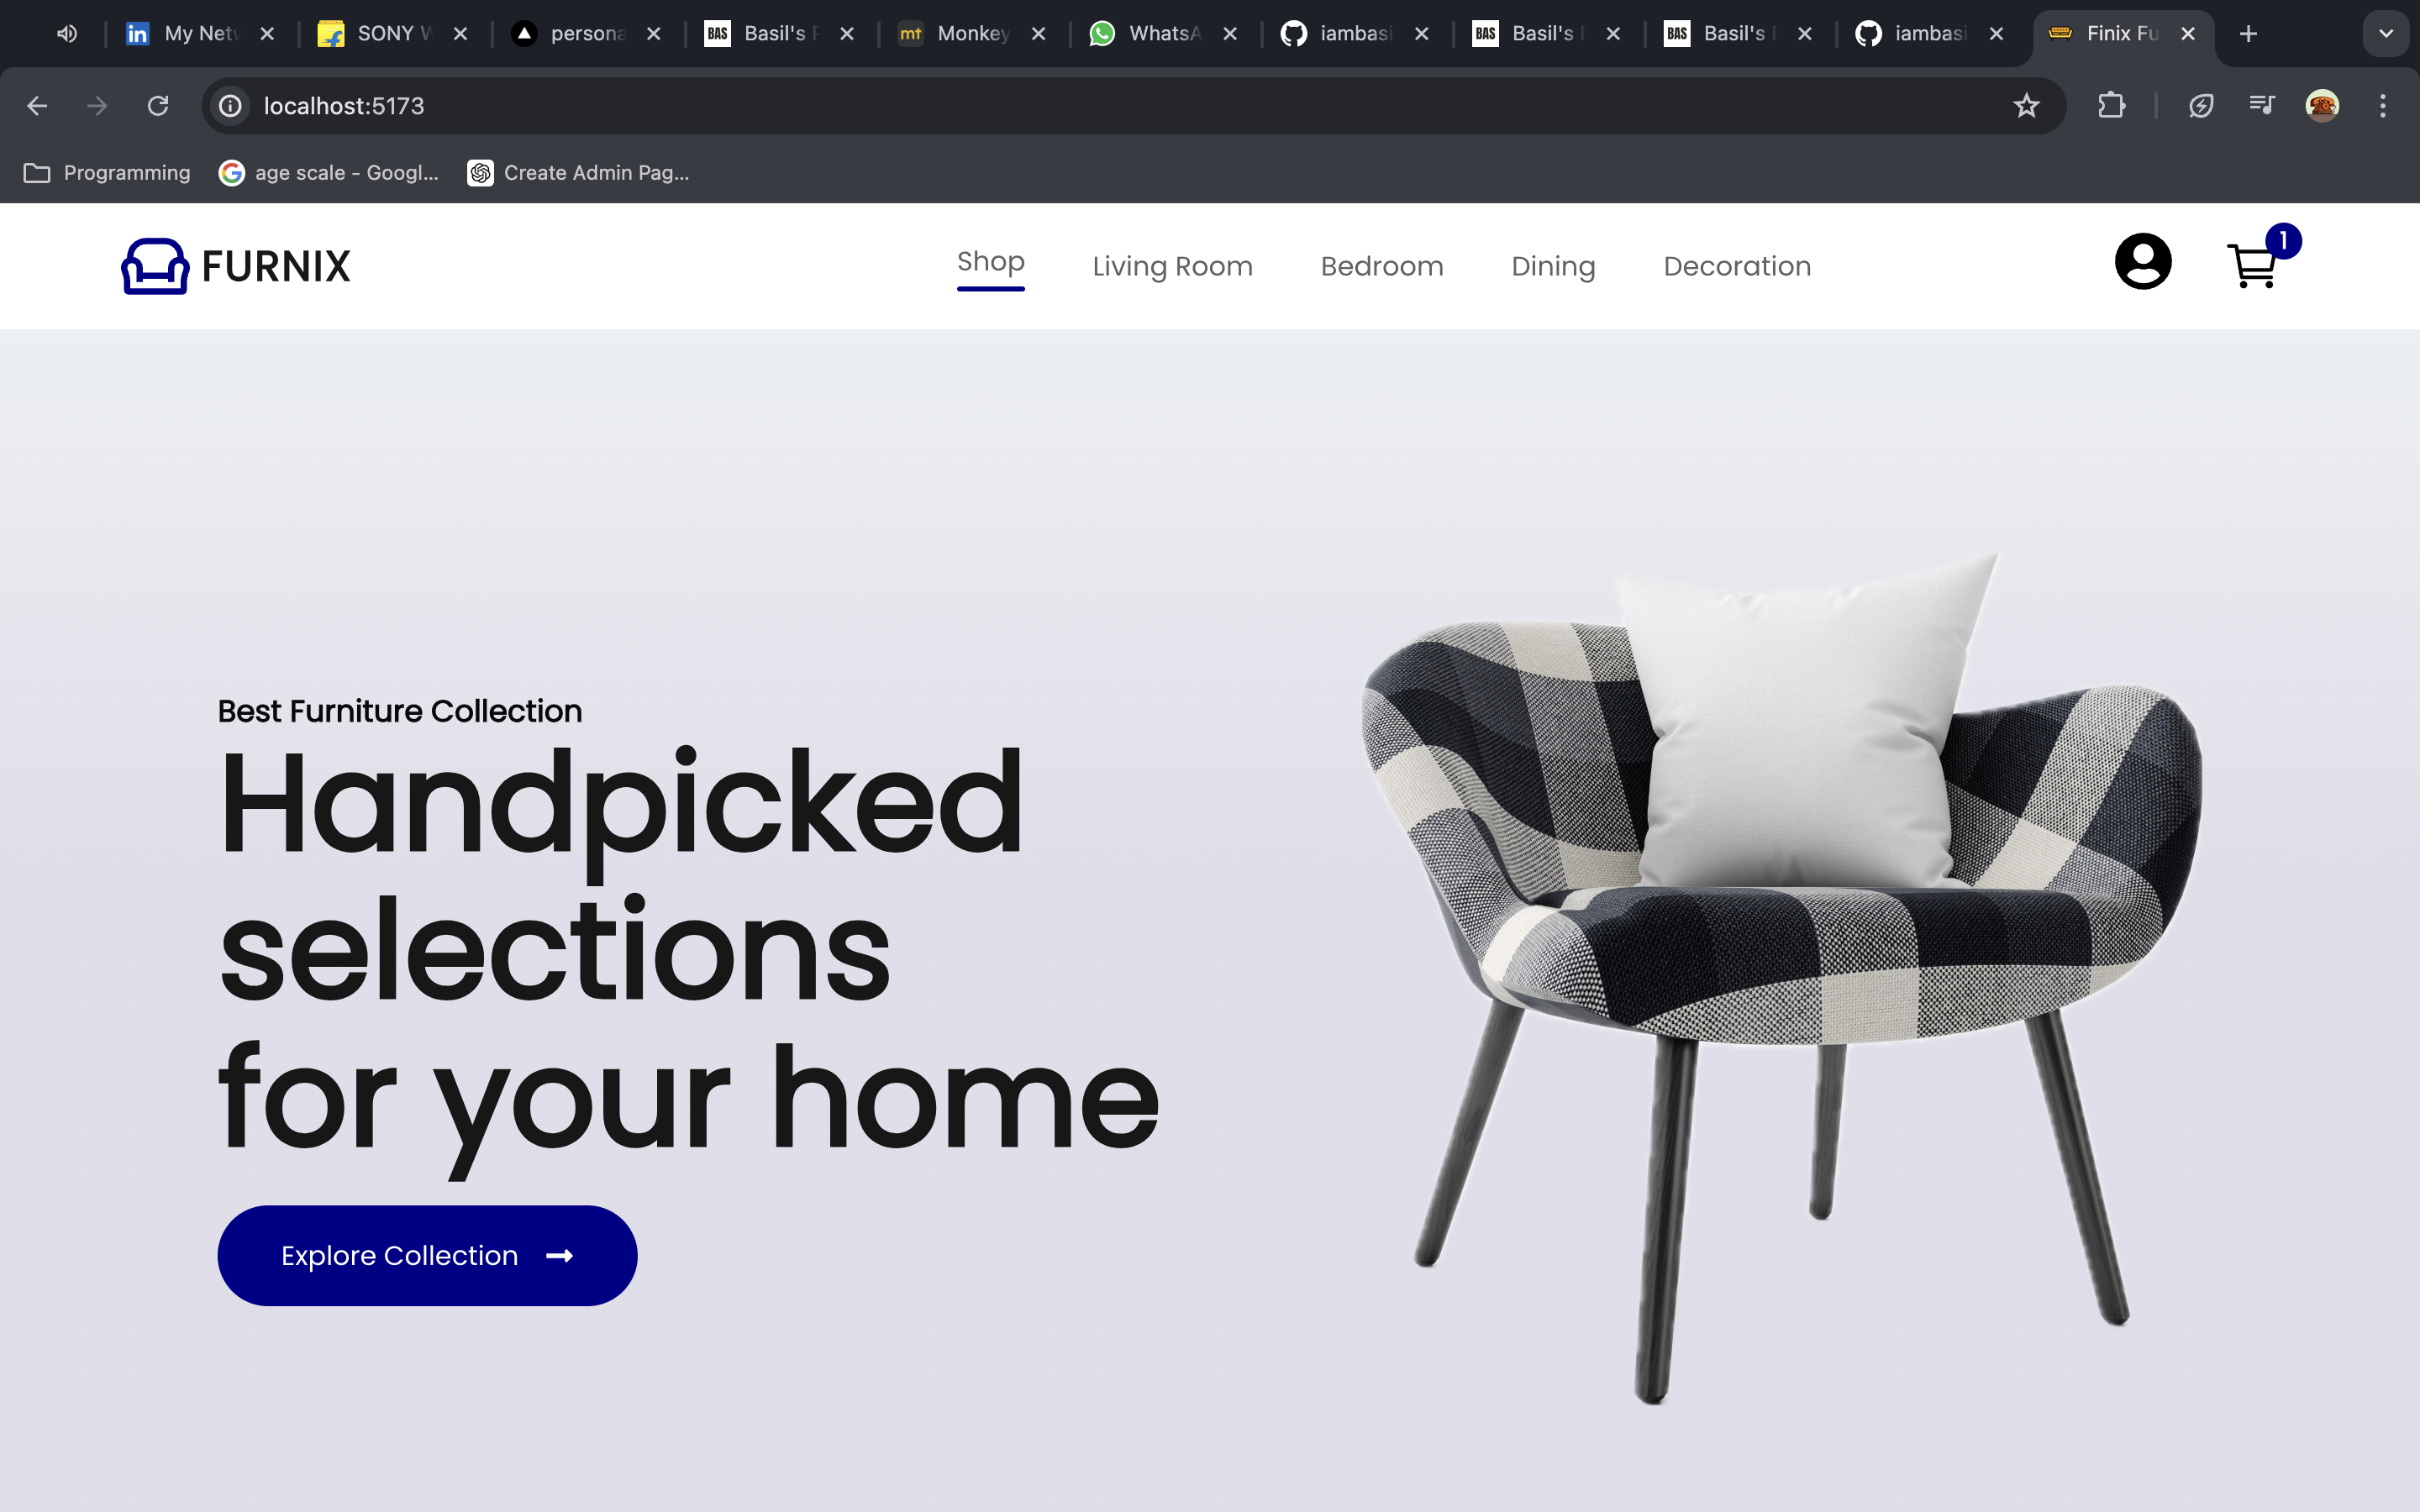 My Net
SONY W
persona
BAS
Basil's P
mt
Monkey
WhatsA
iambasi
BAS
Basil's
BAS
Basil's
iambasi
Finix Fu
localhost:5173
Programming
age scale - Googl...
Create Admin Pag...
FURNIX
Shop
Living Room
Bedroom
Dining
Decoration
1
Best Furniture Collection
Handpicked
selections
for your home
Explore Collection